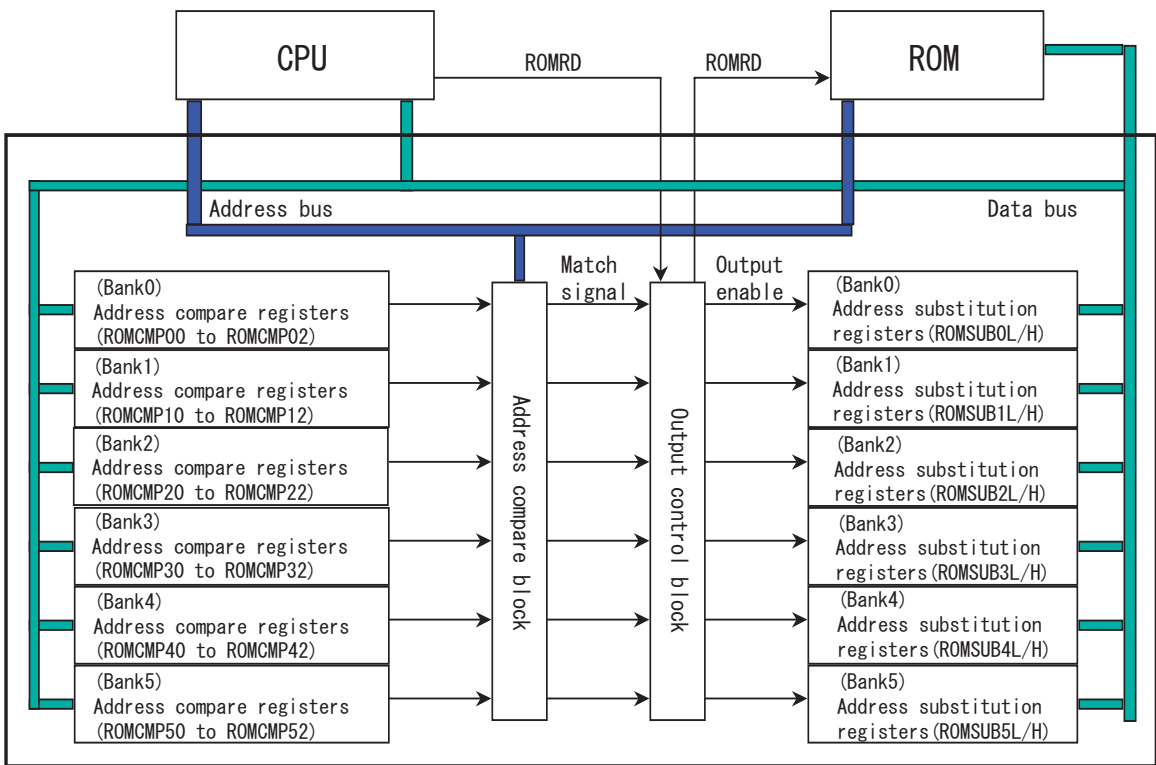 CPU
ROMRD
ROMRD
ROM
Address bus
Data bus
Match
signal
Output
enable
(Bank0)
Address compare registers
(ROMCMP00 to ROMCMP02)
(Bank1)
Address compare registers
(ROMCMP10 to ROMCMP12)
(Bank2)
Address compare registers
(ROMCMP20 to ROMCMP22)
(Bank3)
Address compare registers
(ROMCMP30 to ROMCMP32)
(Bank4)
Address compare registers
(ROMCMP40 to ROMCMP42)
(Bank5)
Address compare registers
(ROMCMP50 to ROMCMP52)
Address compare block
Output control block
(Bank0)
Address substitution
registers(ROMSUB0L/H)
(Bank1)
Address substitution
registers(ROMSUB1L/H)
(Bank2)
Address substitution
registers(ROMSUB2L/H)
(Bank3)
Address substitution
registers(ROMSUB3L/H)
(Bank4)
Address substitution
registers(ROMSUB4L/H)
(Bank5)
Address substitution
registers(ROMSUB5L/H)